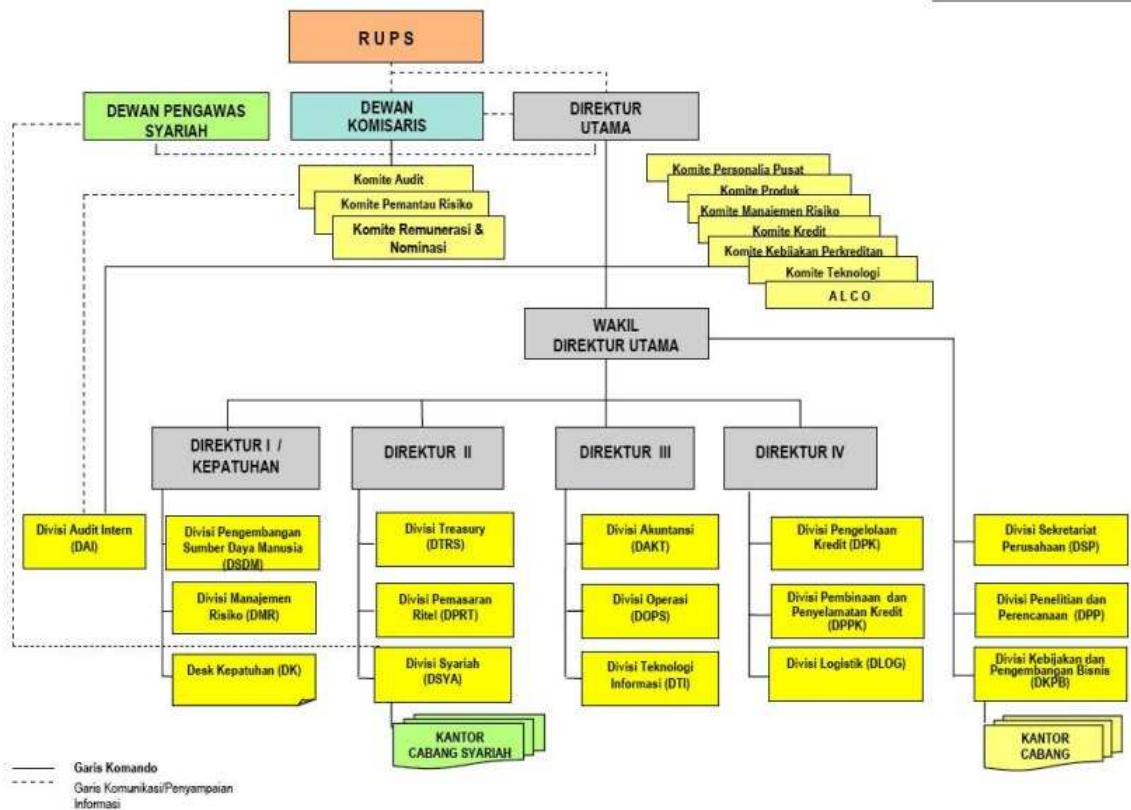 R U P S
DEWAN PENGAWAS
SYARIAH
DEWAN
KOMISARIS
DIREKTUR
UTAMA
Komite Audit
Komite Pemantau Risiko
Komite Remunerasi &
Nominasi
Komite Personalia Pusat
Komite Produk
Komite Manajemen Risiko
Komite Kredit
Komite Kebijakan Perkreditan
Komite Teknologi
A L C O
WAKIL
DIREKTUR UTAMA
DIREKTUR I /
KEPATUHAN
DIREKTUR II
DIREKTUR III
DIREKTUR IV
Divisi Audit Intern
(DAI)
Divisi Pengembangan
Sumber Daya Manusia
(DSDM)
Divisi Treasury
(DTRS)
Divisi Akuntansi
(DAKT)
Divisi Pengelolaan
Kredit (DPK)
Divisi Sekretariat
Perusahaan (DSP)
Divisi Manajemen
Risiko (DMR)
Divisi Pemasaran
Ritel (DPRT)
Divisi Operasi
(DOPS)
Divisi Pembinaan dan
Penyelamatan Kredit
(DPPK)
Divisi Penelitian dan
Perencanaan (DPP)
Desk Kepatuhan (DK)
Divisi Syariah
(DSYA)
Divisi Teknologi
Informasi (DTI)
Divisi Logistik (DLOG)
Divisi Kebijakan dan
Pengembangan Bisnis
(DKPB)
KANTOR
CABANG SYARIAH
KANTOR
CABANG
Garis Komando
Garis Komunikasi/Penyampaian
Informasi